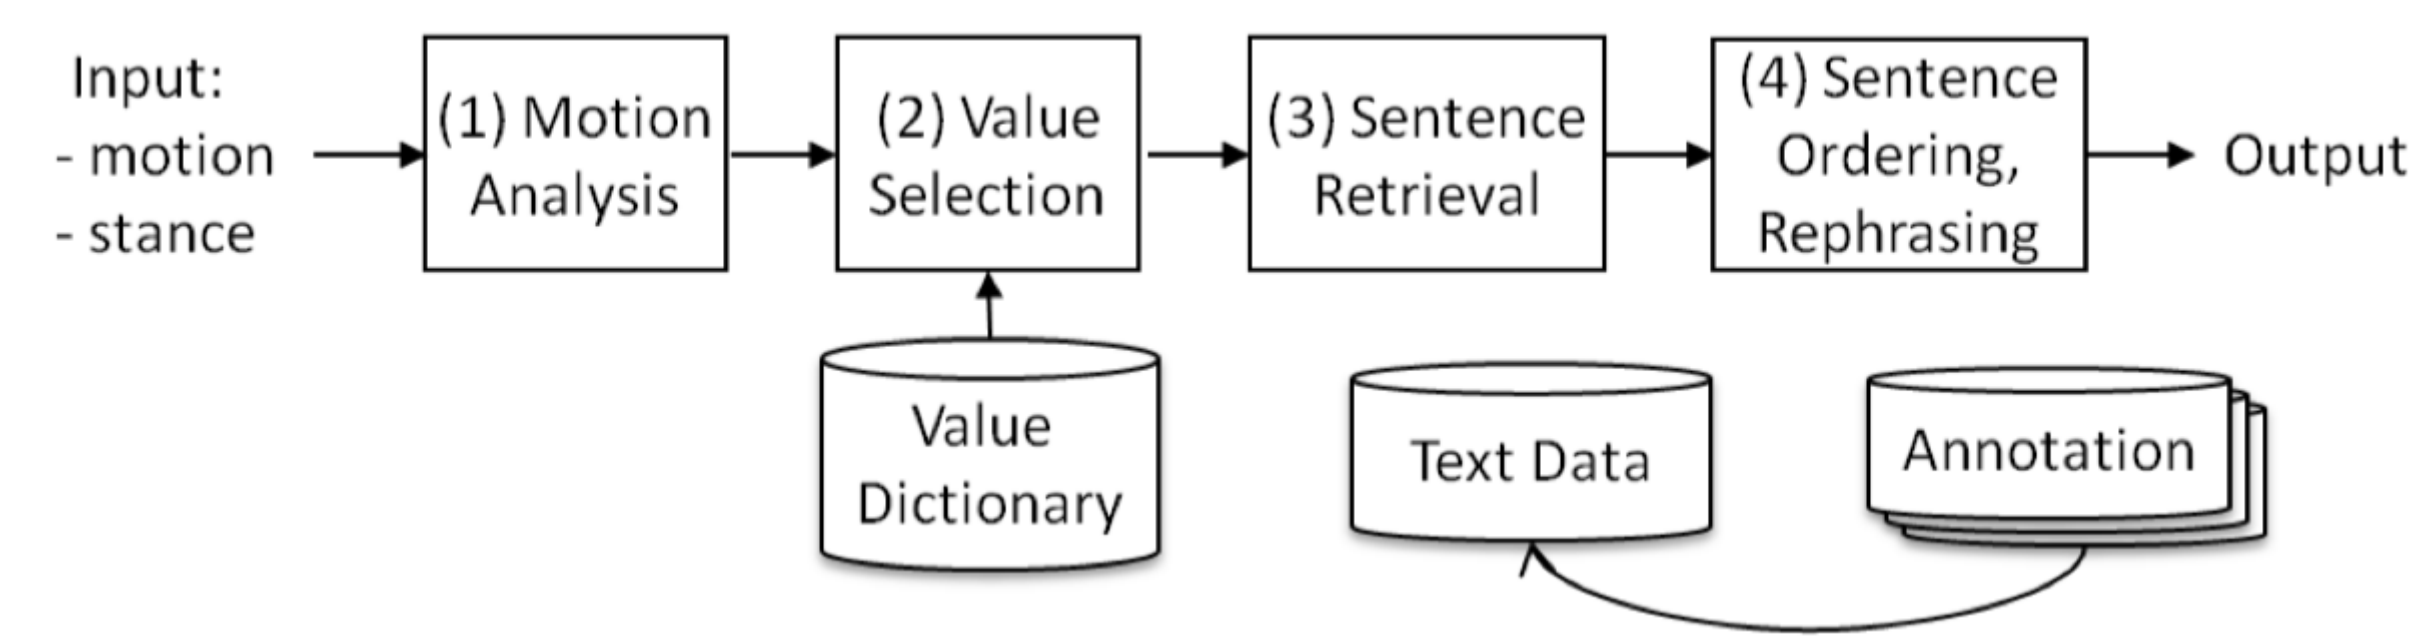 Input:
- motion
- stance
(1) Motion
Analysis
(2) Value
Selection
(3) Sentence
Retrieval
(4) Sentence
Ordering,
Rephrasing
Output
Value
Dictionary
Text Data
Annotation